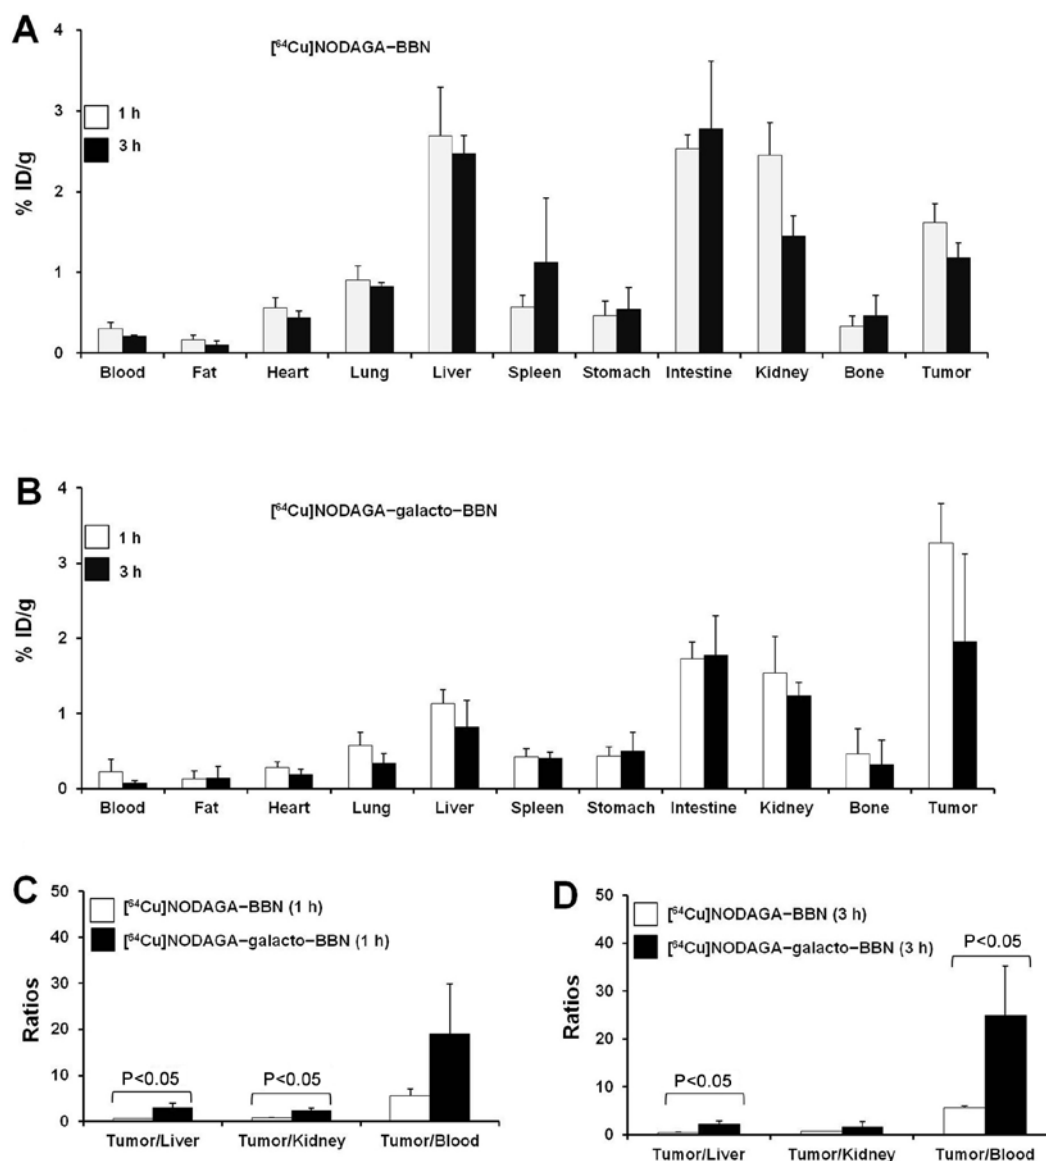 A
[⁶⁴Cu]NODAGA−BBN
4
3
2
1
0
% ID/g
1 h
3 h
Blood Fat Heart Lung Liver Spleen Stomach Intestine Kidney Bone Tumor
B
[⁶⁴Cu]NODAGA−galacto−BBN
4
3
2
1
0
% ID/g
1 h
3 h
Blood Fat Heart Lung Liver Spleen Stomach Intestine Kidney Bone Tumor
C
50
40
30
20
10
0
Ratios
[⁶⁴Cu]NODAGA−BBN (1 h)
[⁶⁴Cu]NODAGA−galacto−BBN (1 h)
P<0.05
P<0.05
Tumor/Liver Tumor/Kidney Tumor/Blood
D
50
40
30
20
10
0
Ratios
[⁶⁴Cu]NODAGA−BBN (3 h)
[⁶⁴Cu]NODAGA−galacto−BBN (3 h)
P<0.05
P<0.05
Tumor/Liver Tumor/Kidney Tumor/Blood